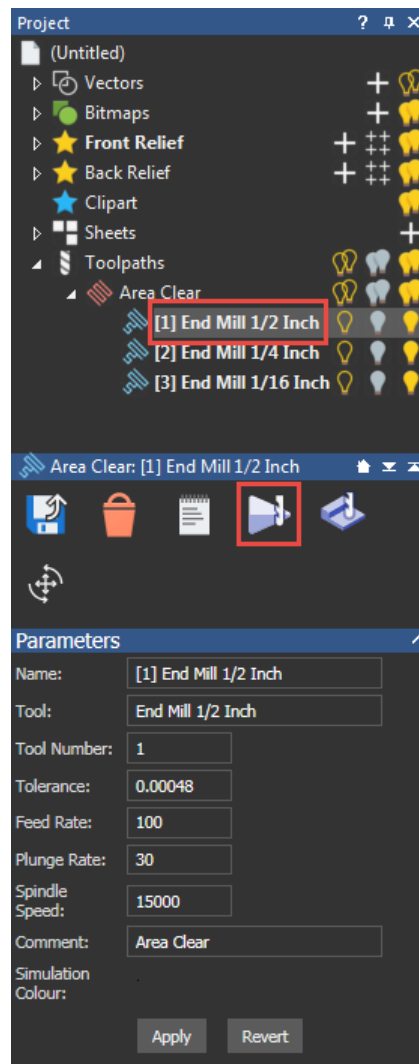 Project
(Untitled)
Vectors
Bitmaps
Front Relief
Back Relief
Clipart
Sheets
Toolpaths
Area Clear
[1] End Mill 1/2 Inch
[2] End Mill 1/4 Inch
[3] End Mill 1/16 Inch
Area Clear: [1] End Mill 1/2 Inch
Parameters
Name: [1] End Mill 1/2 Inch
Tool: End Mill 1/2 Inch
Tool Number: 1
Tolerance: 0.00048
Feed Rate: 100
Plunge Rate: 30
Spindle
Speed: 15000
Comment: Area Clear
Simulation
Colour:
Apply Revert